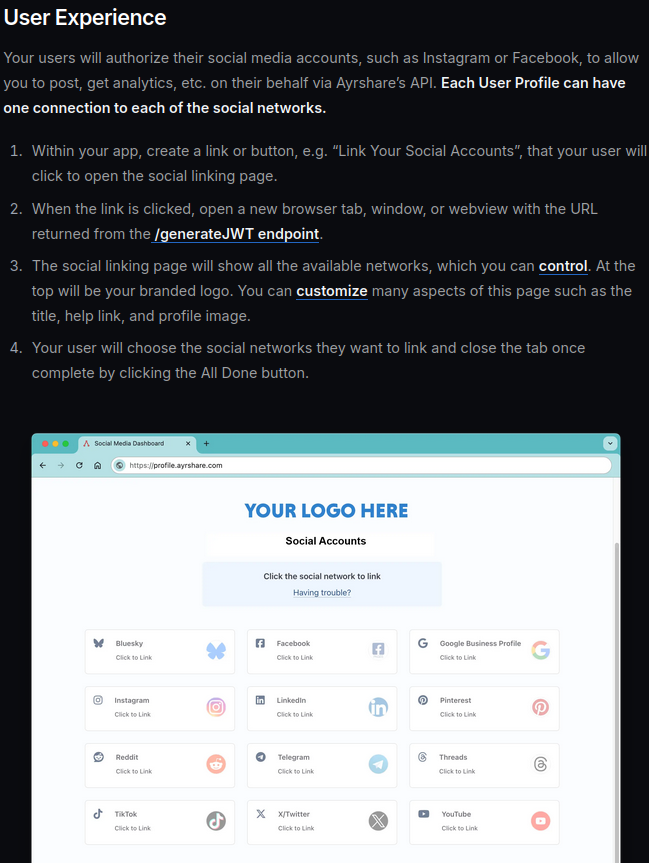 User Experience
Your users will authorize their social media accounts, such as Instagram or Facebook, to allow
you to post, get analytics, etc. on their behalf via Ayrshare’s API. Each User Profile can have
one connection to each of the social networks.
1. Within your app, create a link or button, e.g. “Link Your Social Accounts”, that your user will
click to open the social linking page.
2. When the link is clicked, open a new browser tab, window, or webview with the URL
returned from the /generateJWT endpoint.
3. The social linking page will show all the available networks, which you can control. At the
top will be your branded logo. You can customize many aspects of this page such as the
title, help link, and profile image.
4. Your user will choose the social networks they want to link and close the tab once
complete by clicking the All Done button.
Social Media Dashboard
https://profile.ayrshare.com
YOUR LOGO HERE
Social Accounts
Click the social network to link
Having trouble?
Bluesky
Click to Link
Facebook
Click to Link
Google Business Profile
Click to Link
Instagram
Click to Link
LinkedIn
Click to Link
Pinterest
Click to Link
Reddit
Click to Link
Telegram
Click to Link
Threads
Click to Link
TikTok
Click to Link
X/Twitter
Click to Link
YouTube
Click to Link